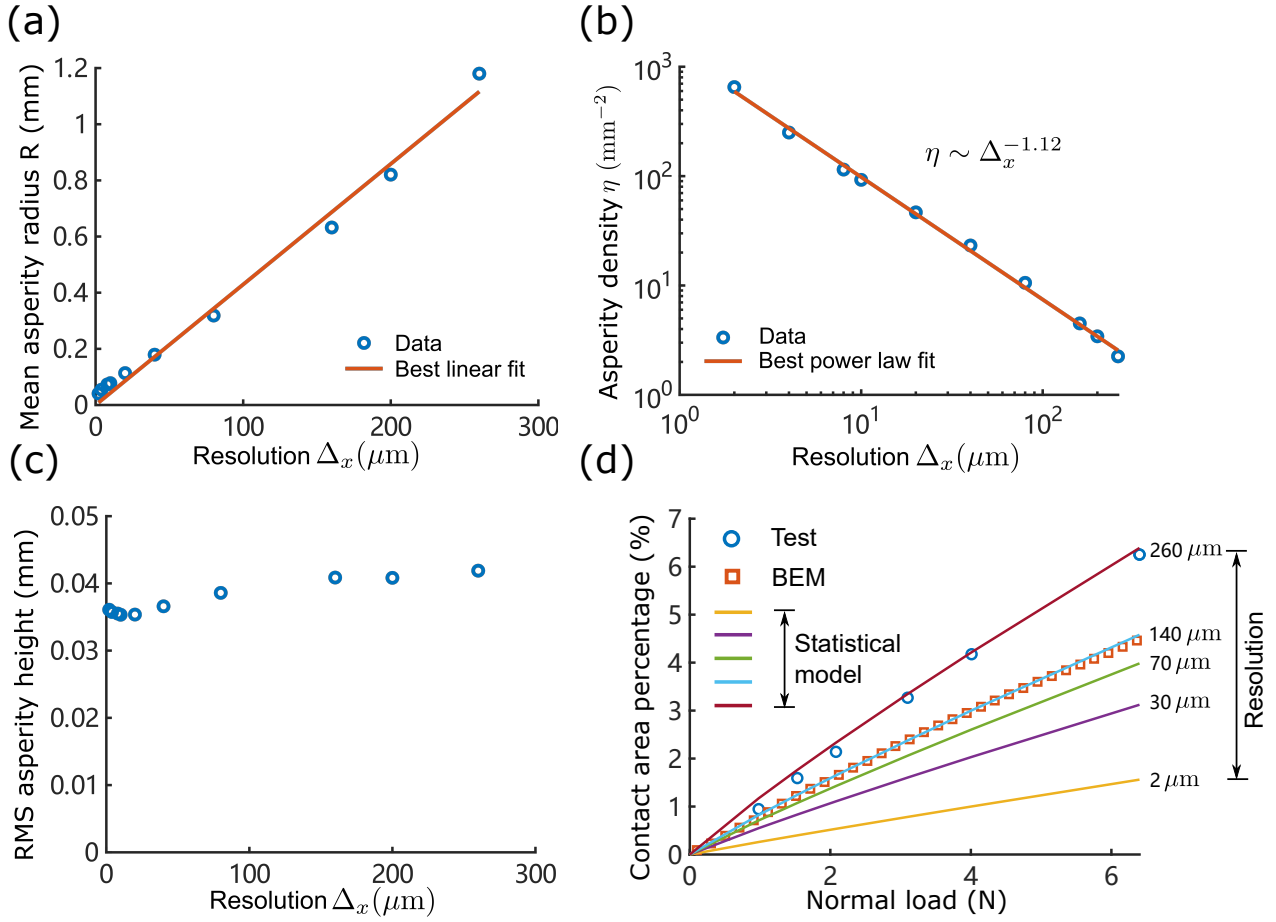 (a)
Mean asperity radius R (mm)
1.2
1
0.8
0.6
0.4
0.2
0
0 100 200 300
Resolution Δₓ(μm)
Data
Best linear fit
(b)
Asperity density η (mm⁻²)
10³
10²
10¹
10⁰
10⁰ 10¹ 10²
Resolution Δₓ(μm)
η ∼ Δₓ^−1.12
Data
Best power law fit
(c)
RMS asperity height (mm)
0.05
0.04
0.03
0.02
0.01
0
0 100 200 300
Resolution Δₓ(μm)
(d)
Contact area percentage (%)
7
6
5
4
3
2
1
0
0 2 4 6
Normal load (N)
Test
BEM
Statistical
model
260 μm
140 μm
70 μm
30 μm
2 μm
Resolution